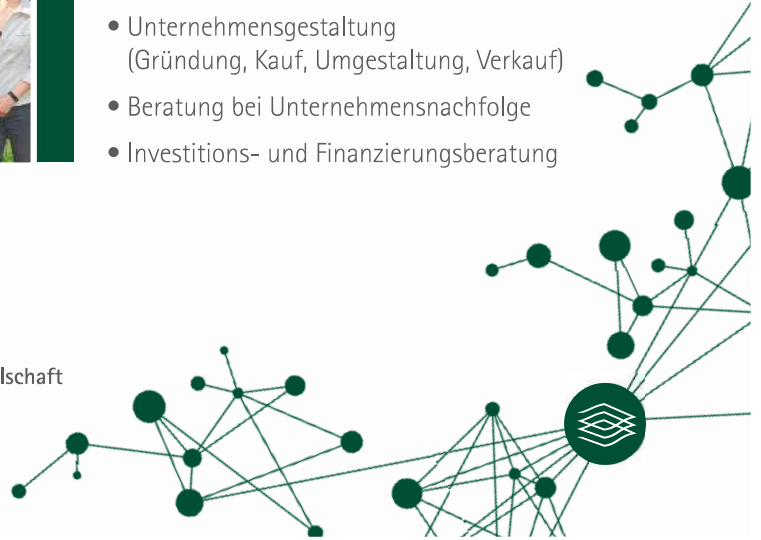 • Unternehmensgestaltung
(Gründung, Kauf, Umgestaltung, Verkauf)
• Beratung bei Unternehmensnachfolge
• Investitions- und Finanzierungsberatung
lschaft